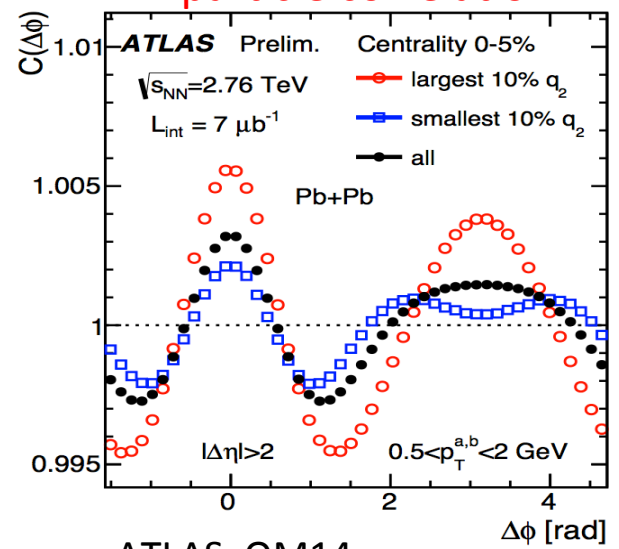 C(Δϕ)
1.01
ATLAS Prelim.
Centrality 0-5%
√sNN=2.76 TeV
largest 10% q2
Lint = 7 μb-1
smallest 10% q2
all
1.005
Pb+Pb
1
|Δη|>2
0.5<pTa,b<2 GeV
0.995
0 2 4
Δϕ [rad]